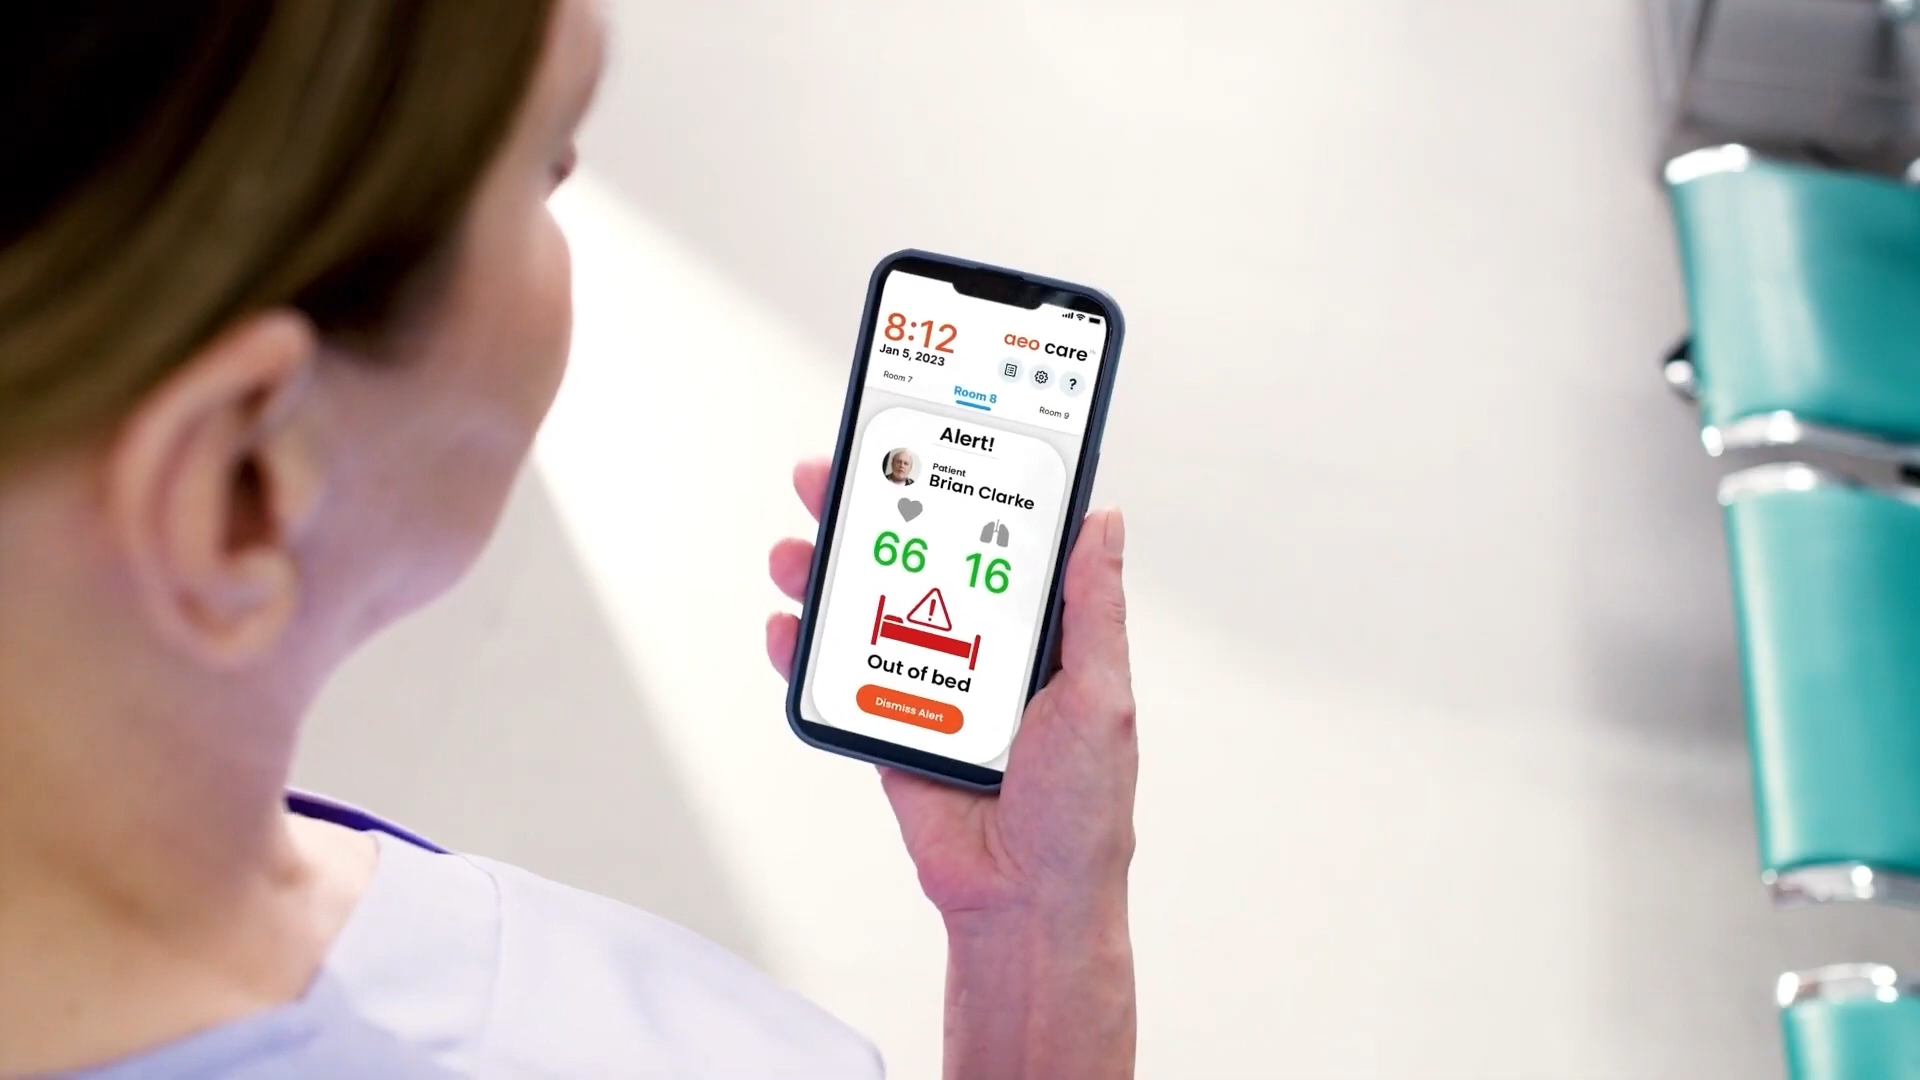 8:12
Jan 5, 2023
aeo care
?
Room 7
Room 8
Room 9
Alert!
Patient
Brian Clarke
66
16
Out of bed
Dismiss Alert